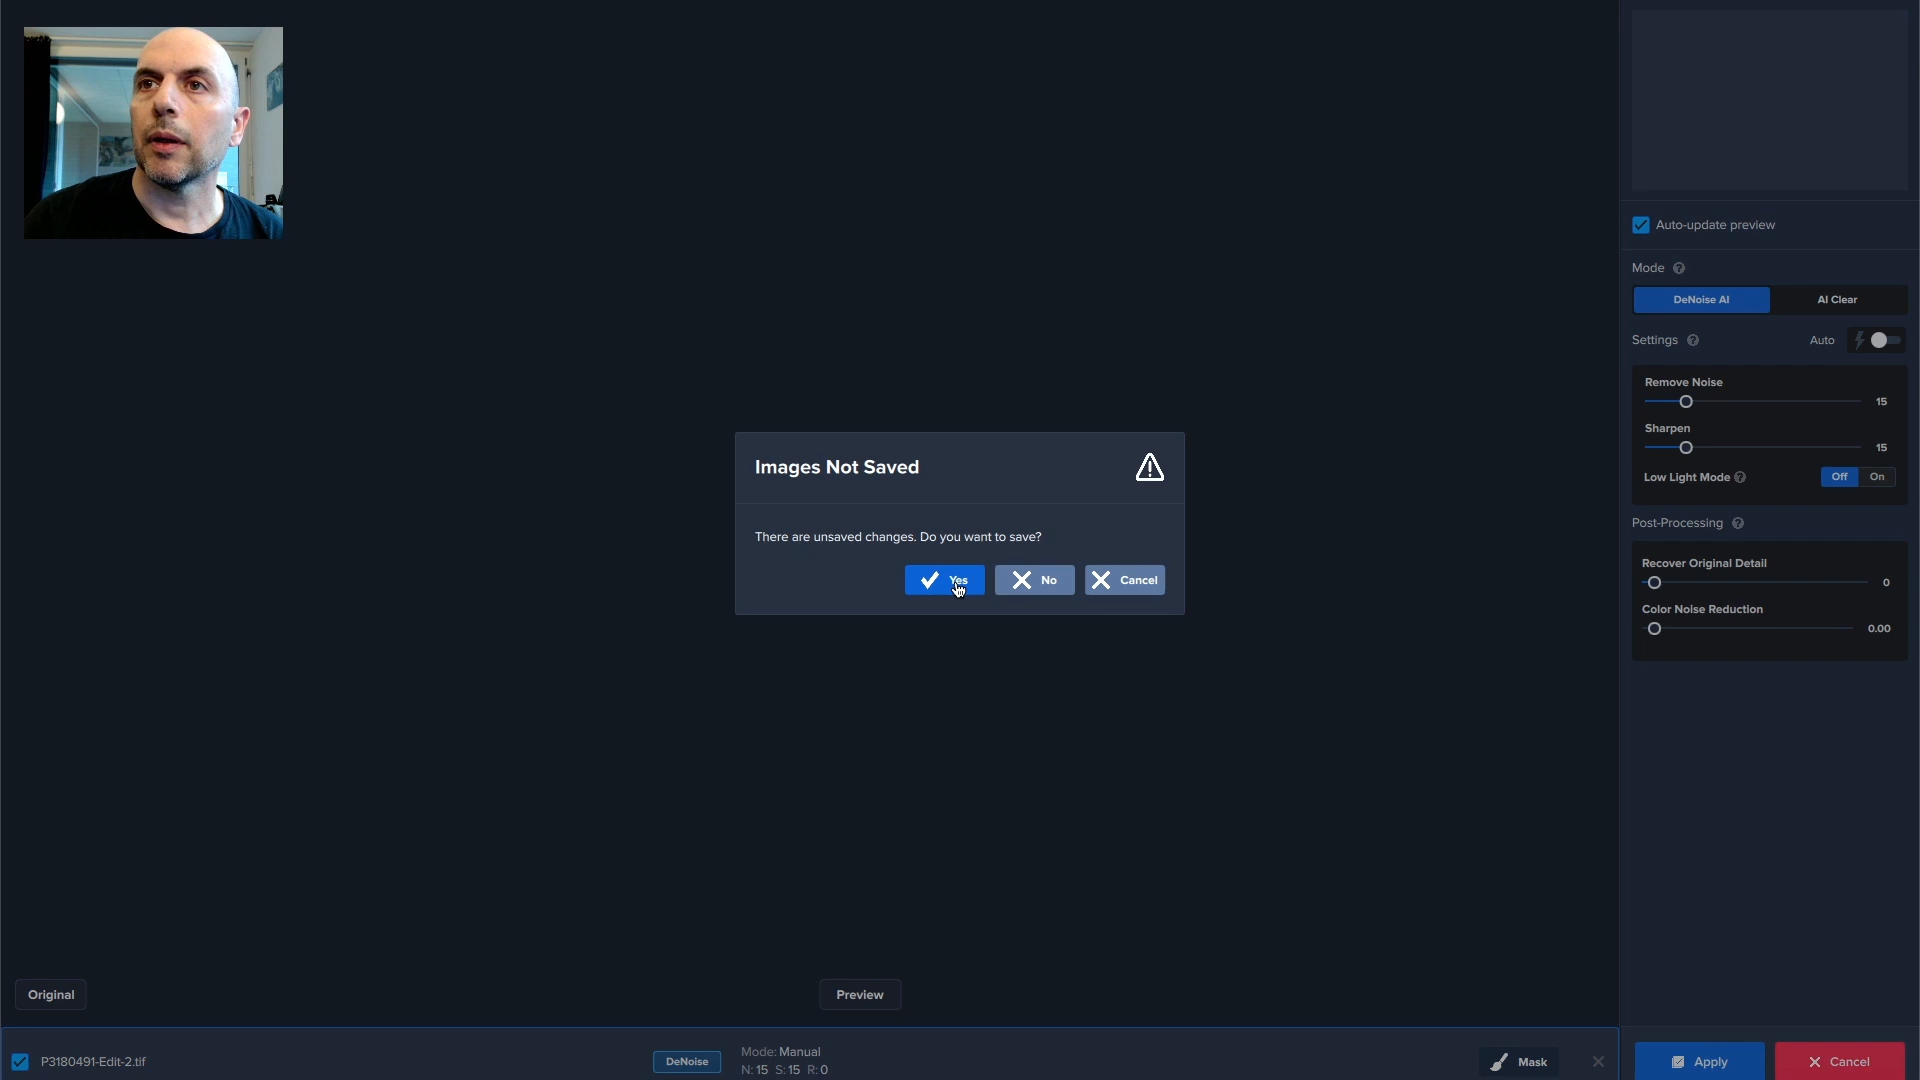 Auto-update preview
Mode
DeNoise AI
AI Clear
Settings
Auto
Remove Noise
15
Sharpen
15
Low Light Mode
Off
On
Post-Processing
Recover Original Detail
0
Color Noise Reduction
0.00
Images Not Saved
There are unsaved changes. Do you want to save?
Yes
No
Cancel
Original
Preview
P3180491-Edit-2.tif
DeNoise
Mode: Manual
N: 15 S: 15 R: 0
Mask
Apply
Cancel